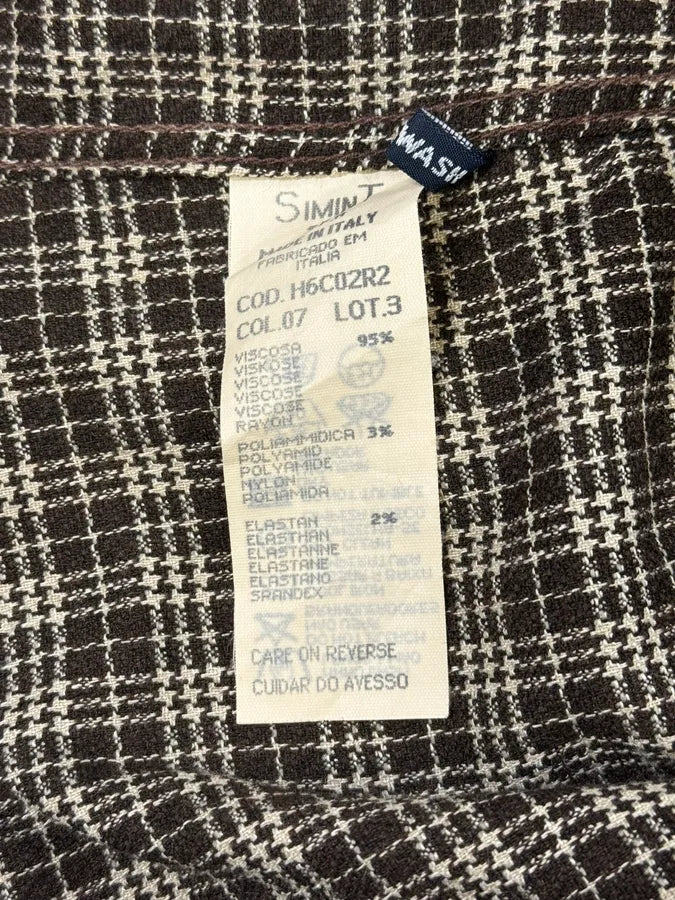 WASH
SIMINT
MADE IN ITALY
FABRICADO EM
ITALIA
COD. H6C02R2
COL.07 LOT.3
VISCOSA 95%
VISKOSE
VISCOSA
VISCOSE
VISCOSA
RAYON
POLIAMMIDICA 3%
POLYAMID
POLYAMIDE
NYLON
POLIAMIDA
ELASTAN 2%
ELASTHAN
ELASTHANNE
ELASTANE
ELASTANO
SPANDEX
CARE ON REVERSE
CUIDAR DO AVESSO